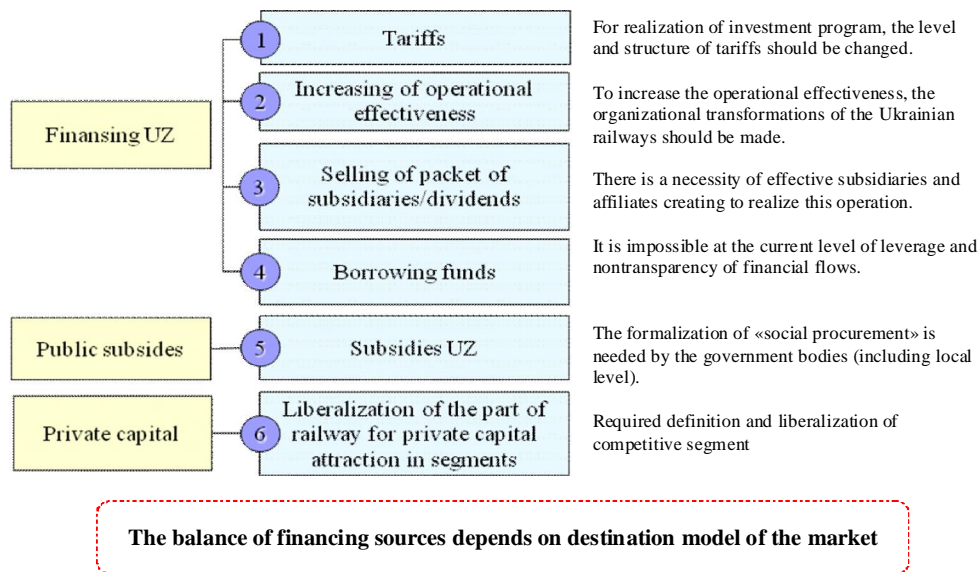 1
Tariffs
For realization of investment program, the level
and structure of tariffs should be changed.
2
Increasing of operational
effectiveness
To increase the operational effectiveness, the
organizational transformations of the Ukrainian
railways should be made.
Finansing UZ
3
Selling of packet of
subsidiaries/dividends
There is a necessity of effective subsidiaries and
affiliates creating to realize this operation.
4
Borrowing funds
It is impossible at the current level of leverage and
nontransparency of financial flows.
Public subsides
5
Subsidies UZ
The formalization of «social procurement» is
needed by the government bodies (including local
level).
Private capital
6
Liberalization of the part of
railway for private capital
attraction in segments
Required definition and liberalization of
competitive segment
The balance of financing sources depends on destination model of the market